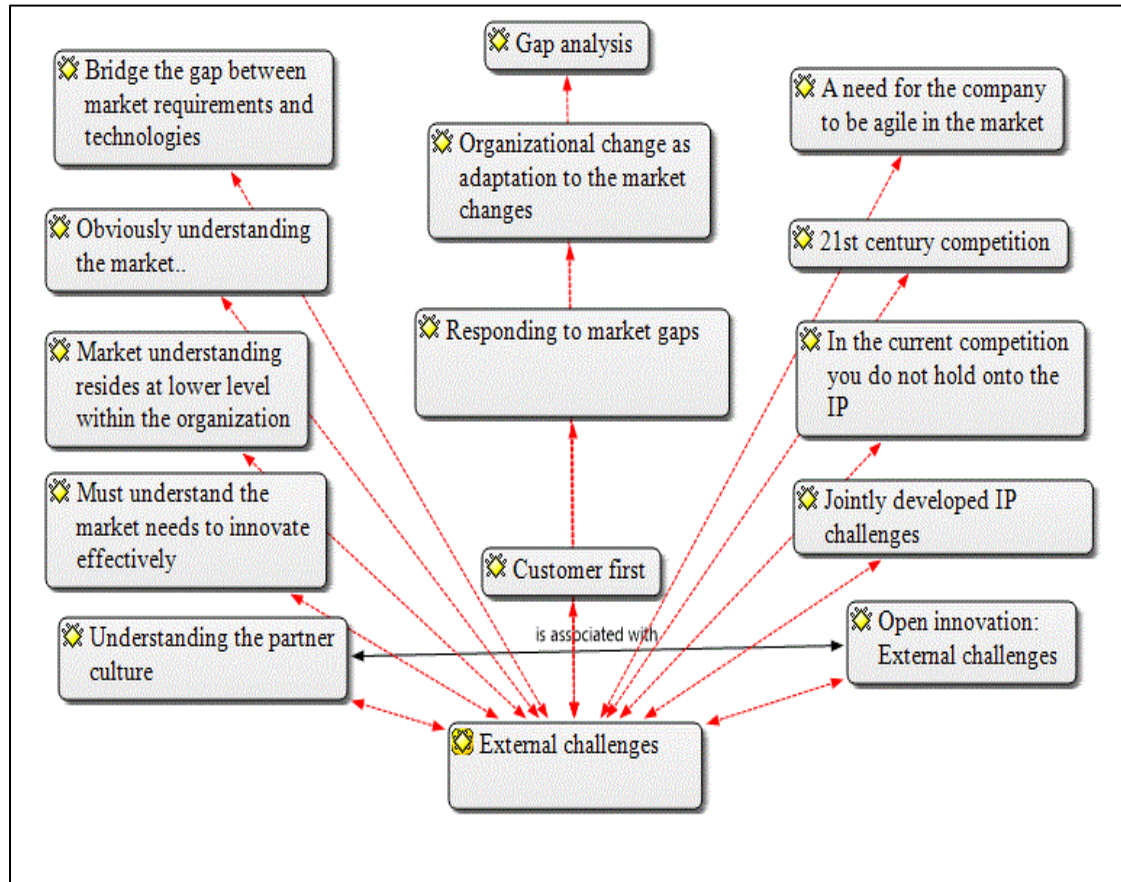 Gap analysis
Bridge the gap between
market requirements and
technologies
A need for the company
to be agile in the market
Organizational change as
adaptation to the market
changes
Obviously understanding
the market..
21st century competition
Responding to market gaps
Market understanding
resides at lower level
within the organization
In the current competition
you do not hold onto the
IP
Must understand the
market needs to innovate
effectively
Jointly developed IP
challenges
Customer first
Understanding the partner
culture
is associated with
Open innovation:
External challenges
External challenges